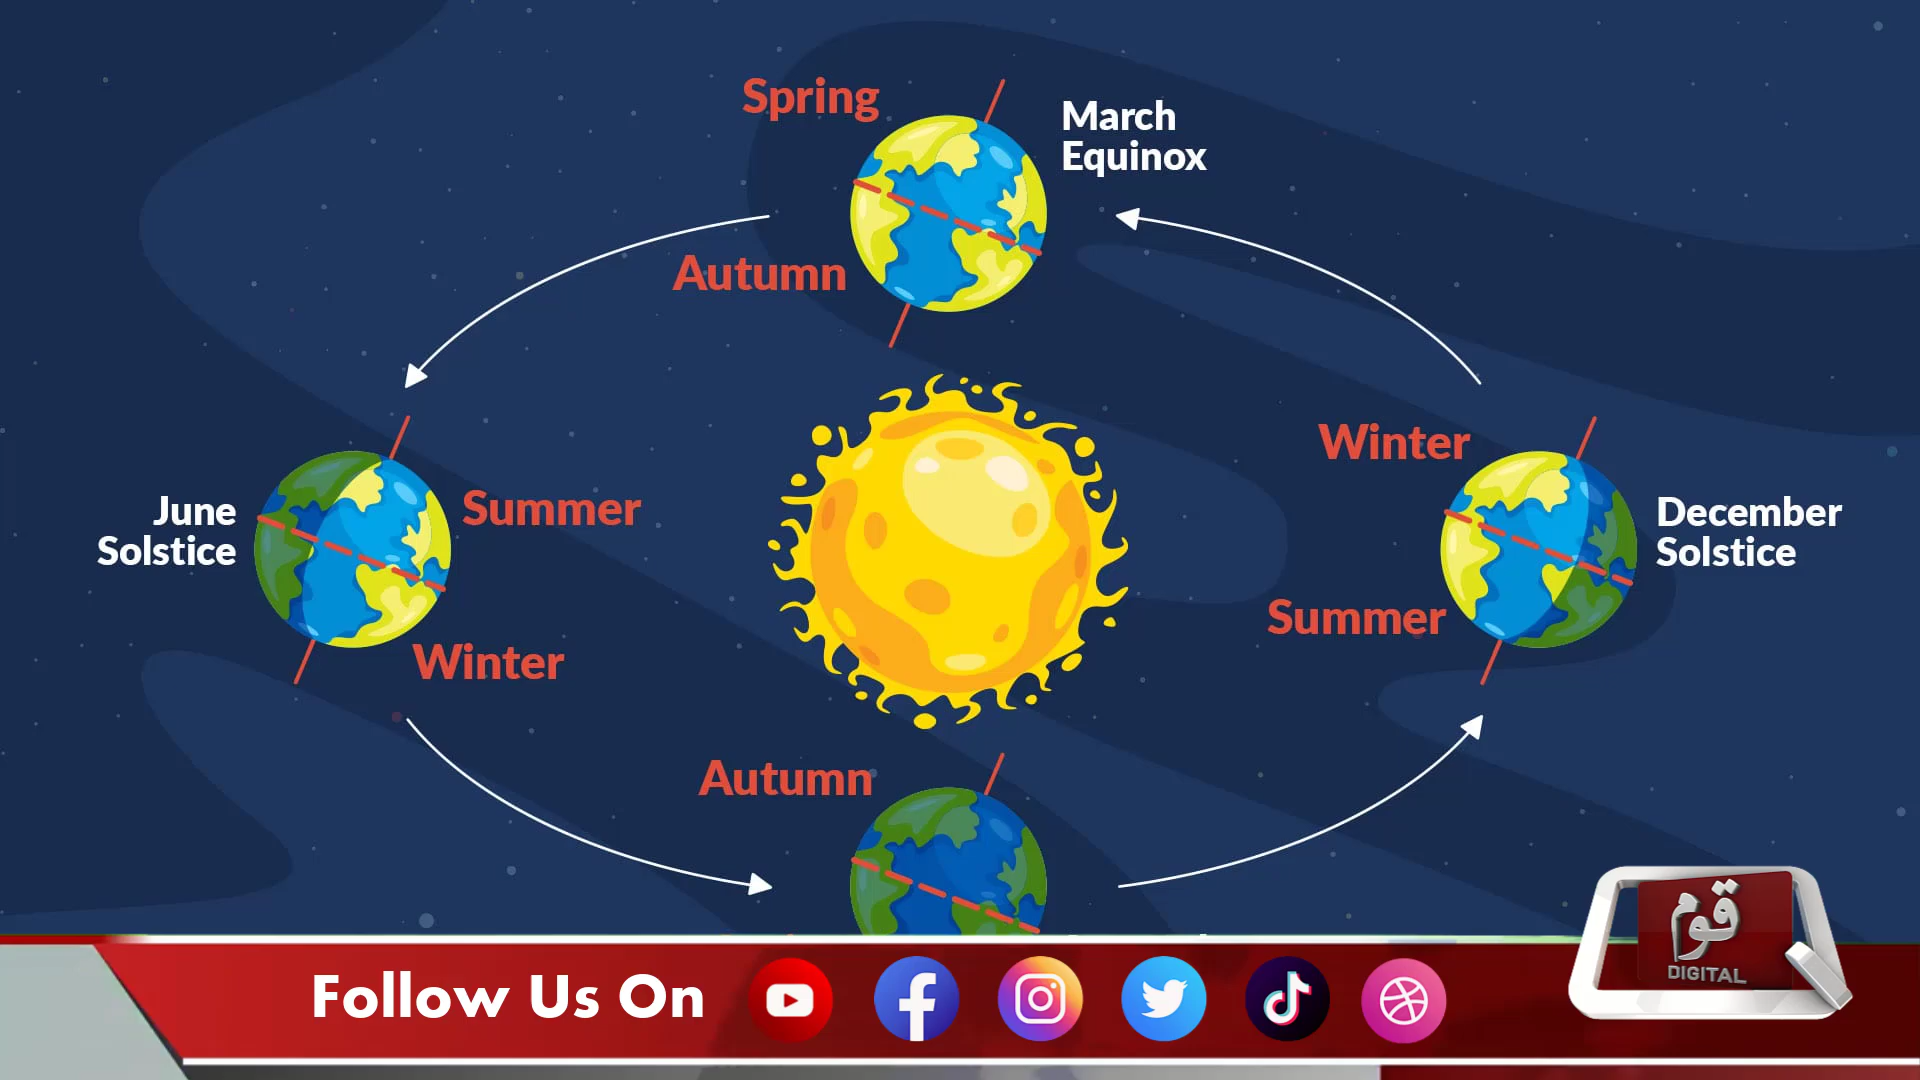 Spring
March
Equinox
Autumn
June
Solstice
Summer
Winter
Winter
Summer
December
Solstice
Autumn
Follow Us On
قوم
DIGITAL